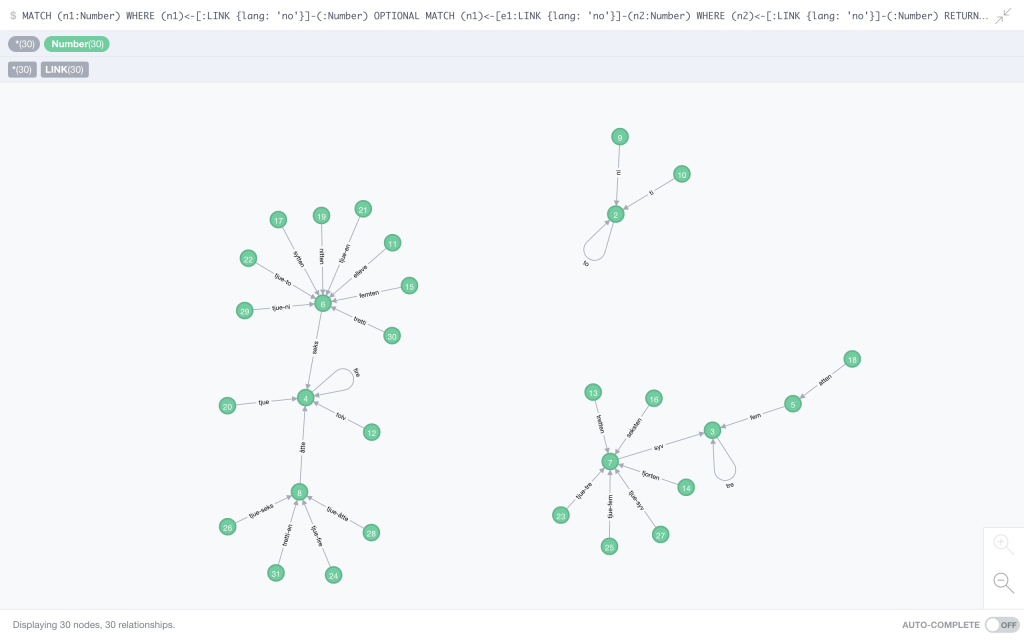 $ MATCH (n1:Number) WHERE (n1)<-[:LINK {lang: 'no'}]-(:Number) OPTIONAL MATCH (n1)<-[e1:LINK {lang: 'no'}]-(n2:Number) WHERE (n2)<-[:LINK {lang: 'no'}]-(:Number) RETURN…
*(30) Number(30)
*(30) LINK(30)
9
ni
10
ti
2
to
21
19
17
11
22
15
29
30
nitten
tjue-en
sytten
elleve
tjue-to
femten
tjue-ni
tretti
6
seks
fire
4
20
tjue
tolv
12
åtte
8
26
tjue-seks
tjue-åtte
28
tretti-en
tjue-fire
31
24
18
atten
5
fem
3
tre
13
16
tretten
seksten
syv
7
fjorten
14
tjue-tre
23
tjue-fem
25
tjue-syv
27
Displaying 30 nodes, 30 relationships.
AUTO-COMPLETE OFF